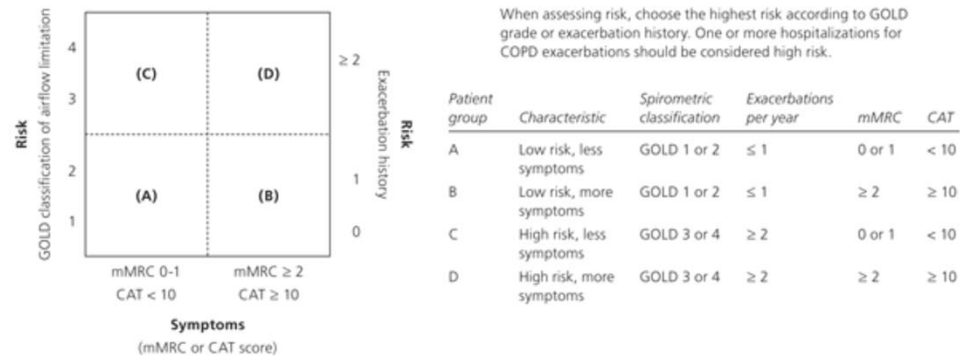 GOLD classification of airflow limitation
Risk
4
3
2
1
(C)
(D)
(A)
(B)
≥ 2
1
0
Exacerbation history
Risk
mMRC 0-1
mMRC ≥ 2
CAT < 10
CAT ≥ 10
Symptoms
(mMRC or CAT score)
When assessing risk, choose the highest risk according to GOLD
grade or exacerbation history. One or more hospitalizations for
COPD exacerbations should be considered high risk.
Patient group Characteristic Spirometric classification Exacerbations per year mMRC CAT
A Low risk, less symptoms GOLD 1 or 2 ≤ 1 0 or 1 < 10
B Low risk, more symptoms GOLD 1 or 2 ≤ 1 ≥ 2 ≥ 10
C High risk, less symptoms GOLD 3 or 4 ≥ 2 0 or 1 < 10
D High risk, more symptoms GOLD 3 or 4 ≥ 2 ≥ 2 ≥ 10